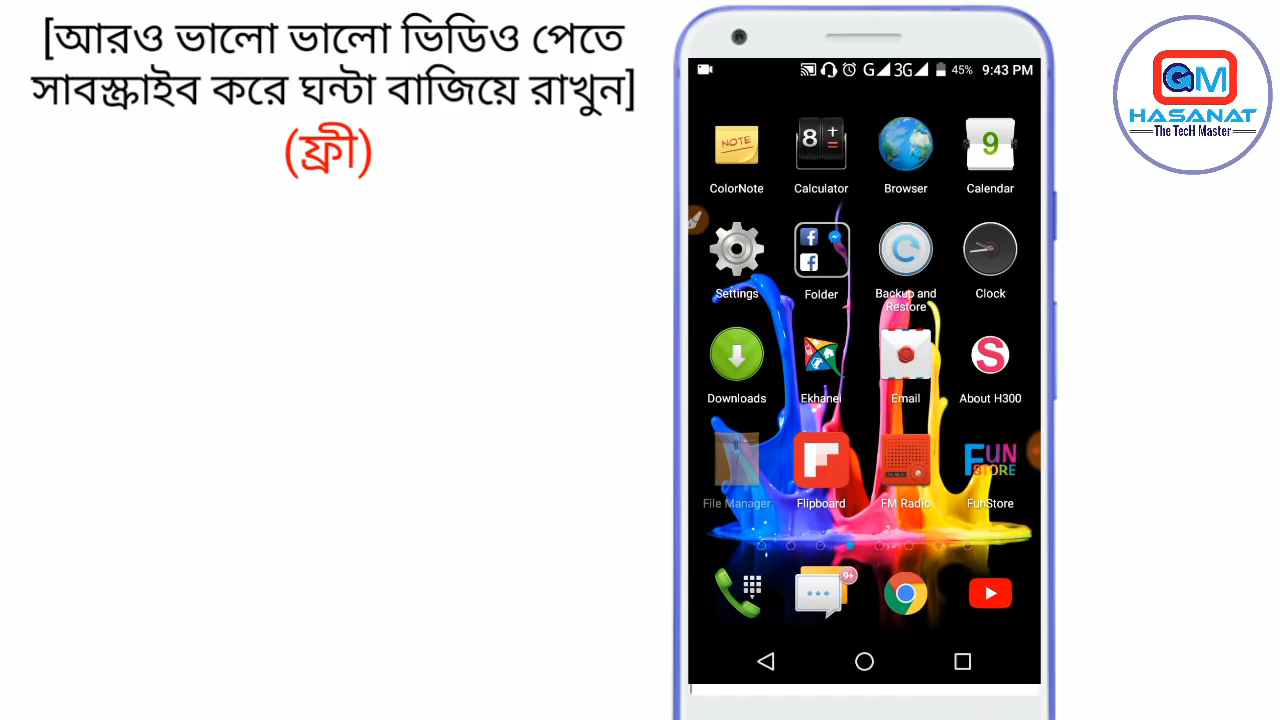 [আরও ভালো ভালো ভিডিও পেতে
সাবস্ক্রাইব করে ঘন্টা বাজিয়ে রাখুন]
(ফ্রী)
G 3G 45% 9:43 PM
GM
HASANAT
The TecH Master
NOTE
8
9
ColorNote Calculator Browser Calendar
Settings Folder Backup and Restore Clock
S
Downloads Ekhanei Email About H300
FUN
STORE
File Manager Flipboard FM Radio FunStore
9+